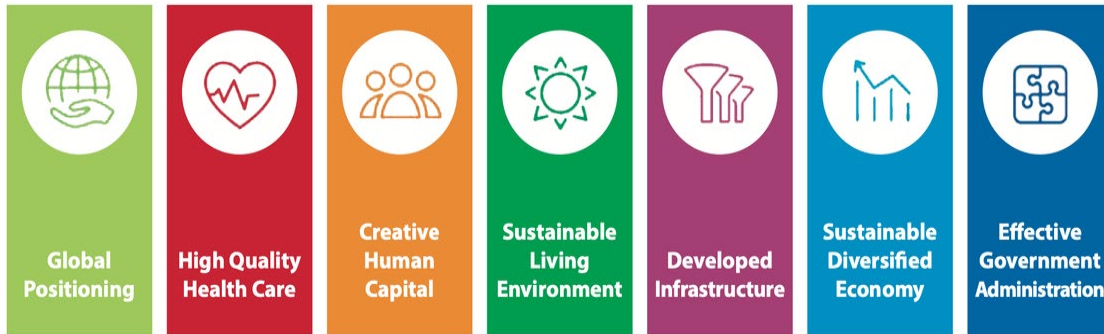 Global
Positioning
High Quality
Health Care
Creative
Human
Capital
Sustainable
Living
Environment
Developed
Infrastructure
Sustainable
Diversified
Economy
Effective
Government
Administration